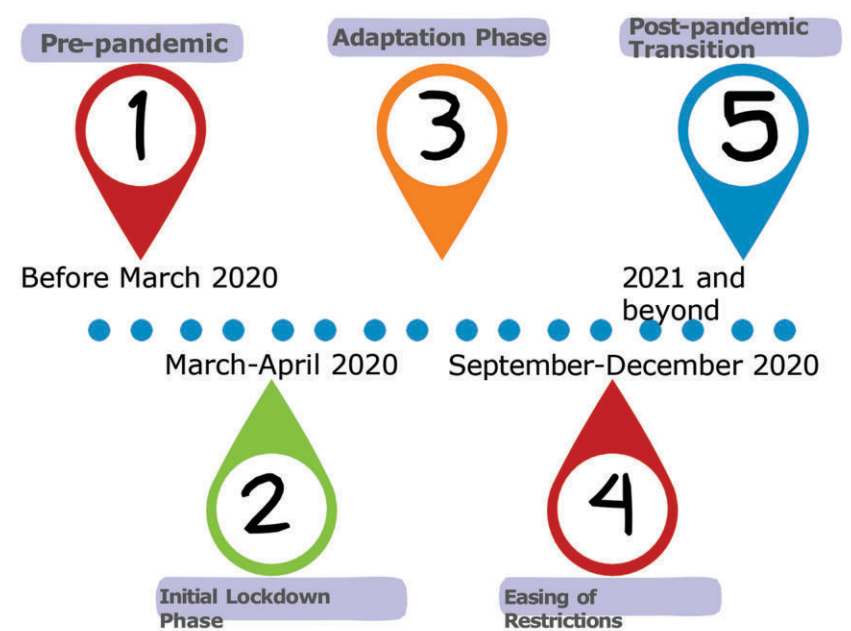 Pre-pandemic
1
Before March 2020
Adaptation Phase
3
Post-pandemic
Transition
5
2021 and
beyond
March-April 2020
2
Initial Lockdown
Phase
September-December 2020
4
Easing of
Restrictions